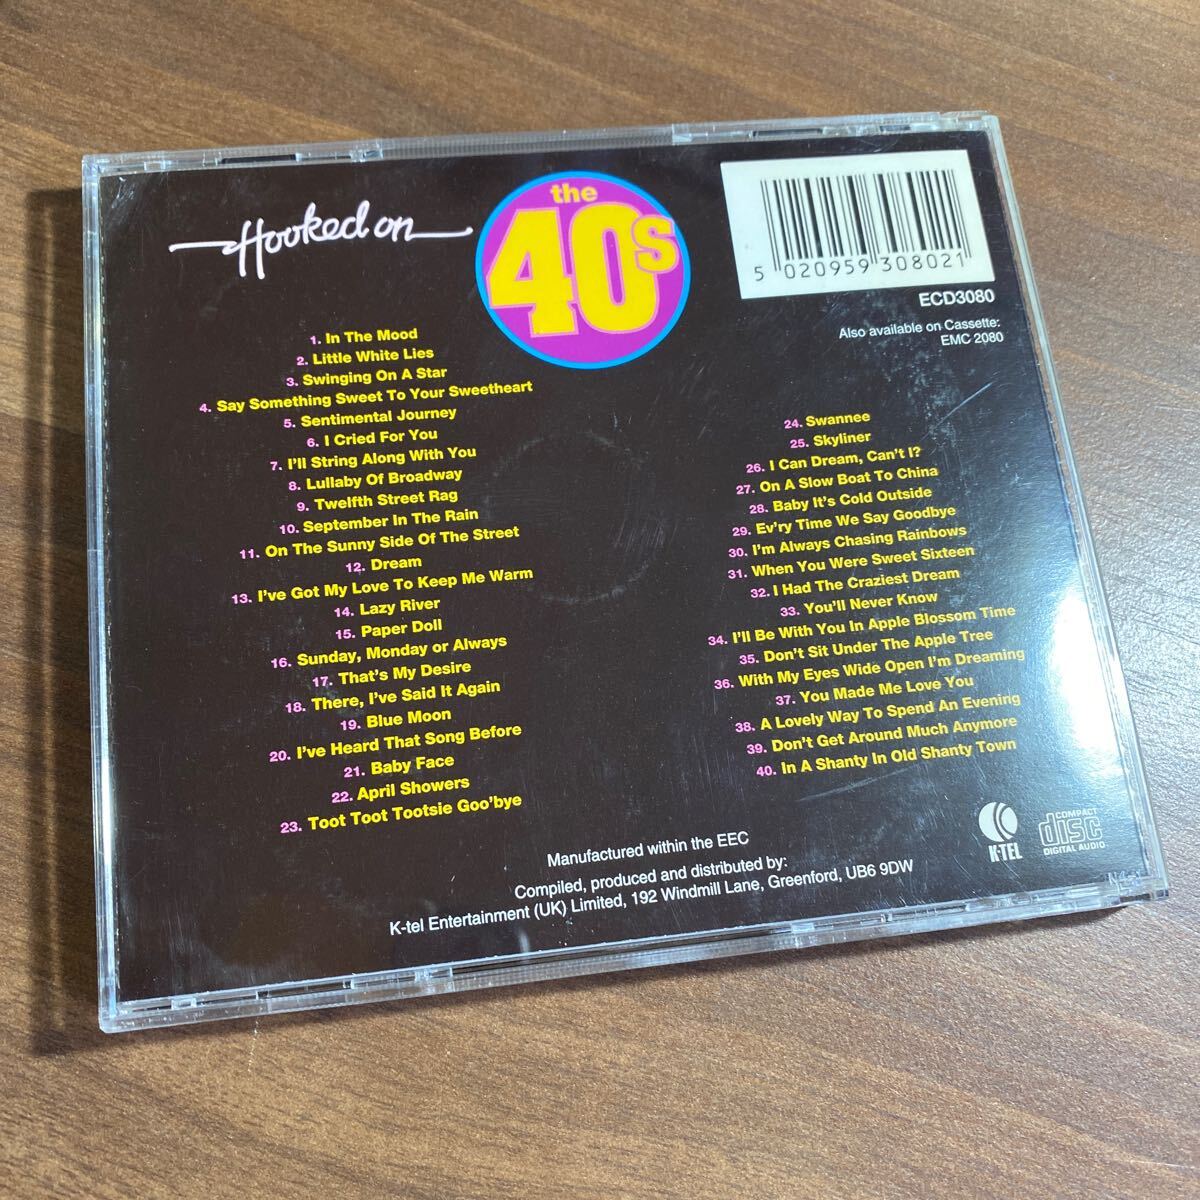 Hooked on
the
40s
5 020959 308021
ECD3080
Also available on Cassette:
EMC 2080
1. In The Mood
2. Little White Lies
3. Swinging On A Star
4. Say Something Sweet To Your Sweetheart
5. Sentimental Journey
6. I Cried For You
7. I'll String Along With You
8. Lullaby Of Broadway
9. Twelfth Street Rag
10. September In The Rain
11. On The Sunny Side Of The Street
12. Dream
13. I've Got My Love To Keep Me Warm
14. Lazy River
15. Paper Doll
16. Sunday, Monday or Always
17. That's My Desire
18. There, I've Said It Again
19. Blue Moon
20. I've Heard That Song Before
21. Baby Face
22. April Showers
23. Toot Toot Tootsie Goo'bye
24. Swannee
25. Skyliner
26. I Can Dream, Can't I?
27. On A Slow Boat To China
28. Baby It's Cold Outside
29. Ev'ry Time We Say Goodbye
30. I'm Always Chasing Rainbows
31. When You Were Sweet Sixteen
32. I Had The Craziest Dream
33. You'll Never Know
34. I'll Be With You In Apple Blossom Time
35. Don't Sit Under The Apple Tree
36. With My Eyes Wide Open I'm Dreaming
37. You Made Me Love You
38. A Lovely Way To Spend An Evening
39. Don't Get Around Much Anymore
40. In A Shanty In Old Shanty Town
Manufactured within the EEC
Compiled, produced and distributed by:
K-tel Entertainment (UK) Limited, 192 Windmill Lane, Greenford, UB6 9DW
K-TEL
COMPACT
disc
DIGITAL AUDIO